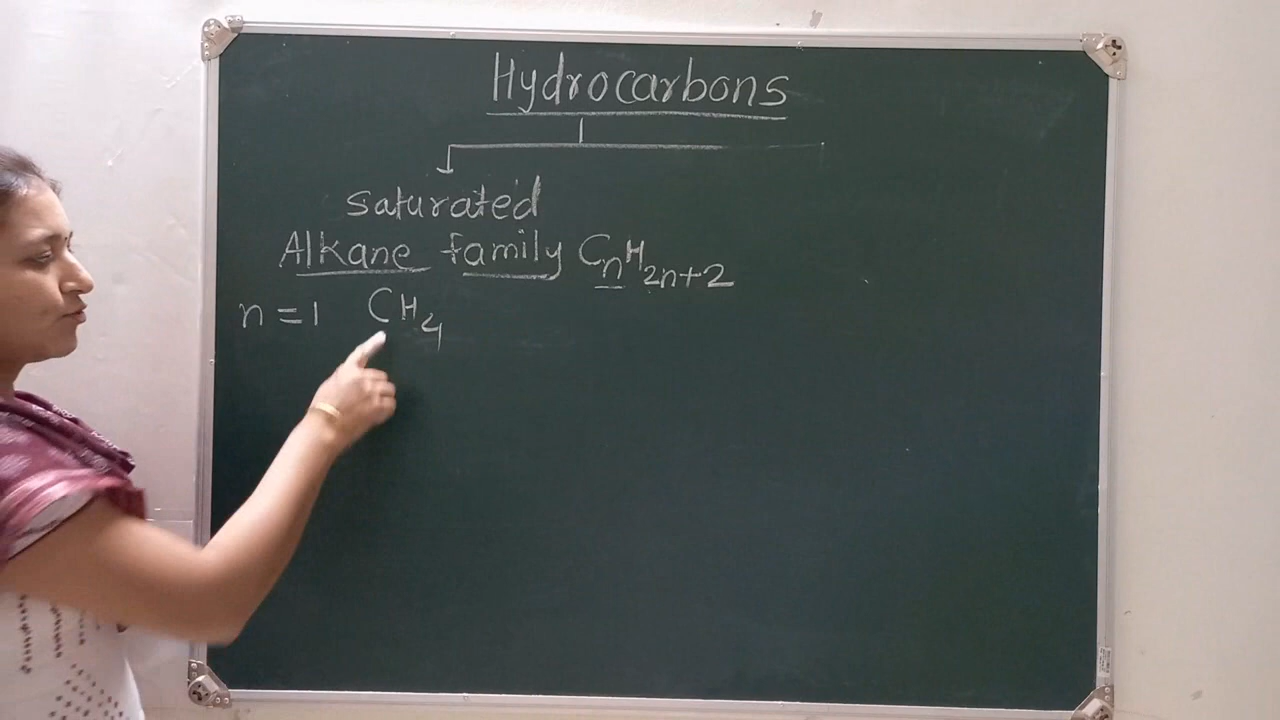 Hydrocarbons
Saturated
Alkane family CnH2n+2
n = 1 CH4